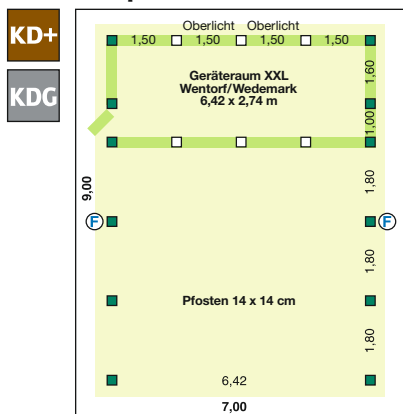 KD+
KDG
Oberlicht Oberlicht
1,50 1,50 1,50 1,50
Geräteraum XXL
Wentorf/Wedemark
6,42 x 2,74 m
1,60
1,00
1,80
9,00
F F
1,80
Pfosten 14 x 14 cm
1,80
6,42
7,00